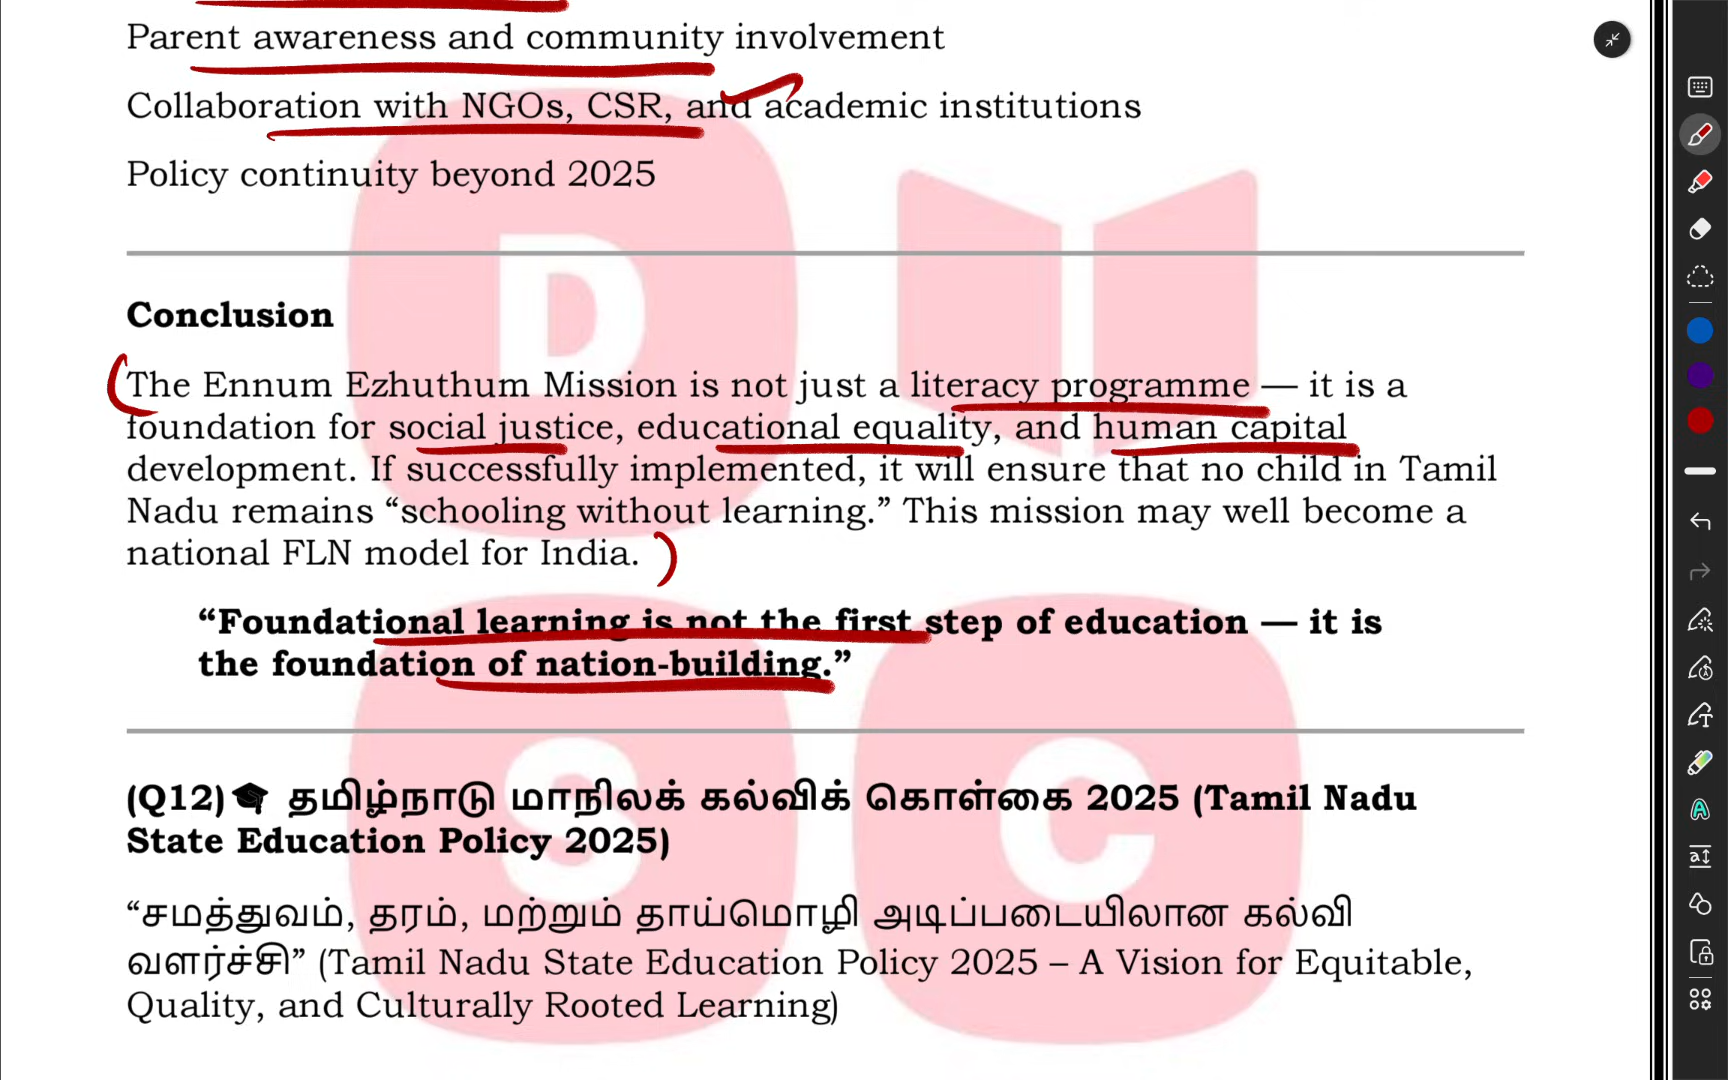 Parent awareness and community involvement
Collaboration with NGOs, CSR, and academic institutions
Policy continuity beyond 2025
Conclusion
The Ennum Ezhuthum Mission is not just a literacy programme — it is a
foundation for social justice, educational equality, and human capital
development. If successfully implemented, it will ensure that no child in Tamil
Nadu remains “schooling without learning.” This mission may well become a
national FLN model for India.
“Foundational learning is not the first step of education — it is
the foundation of nation-building.”
(Q12)🎓 தமிழ்நாடு மாநிலக் கல்விக் கொள்கை 2025 (Tamil Nadu
State Education Policy 2025)
“சமத்துவம், தரம், மற்றும் தாய்மொழி அடிப்படையிலான கல்வி
வளர்ச்சி” (Tamil Nadu State Education Policy 2025 – A Vision for Equitable,
Quality, and Culturally Rooted Learning)
D
S
C